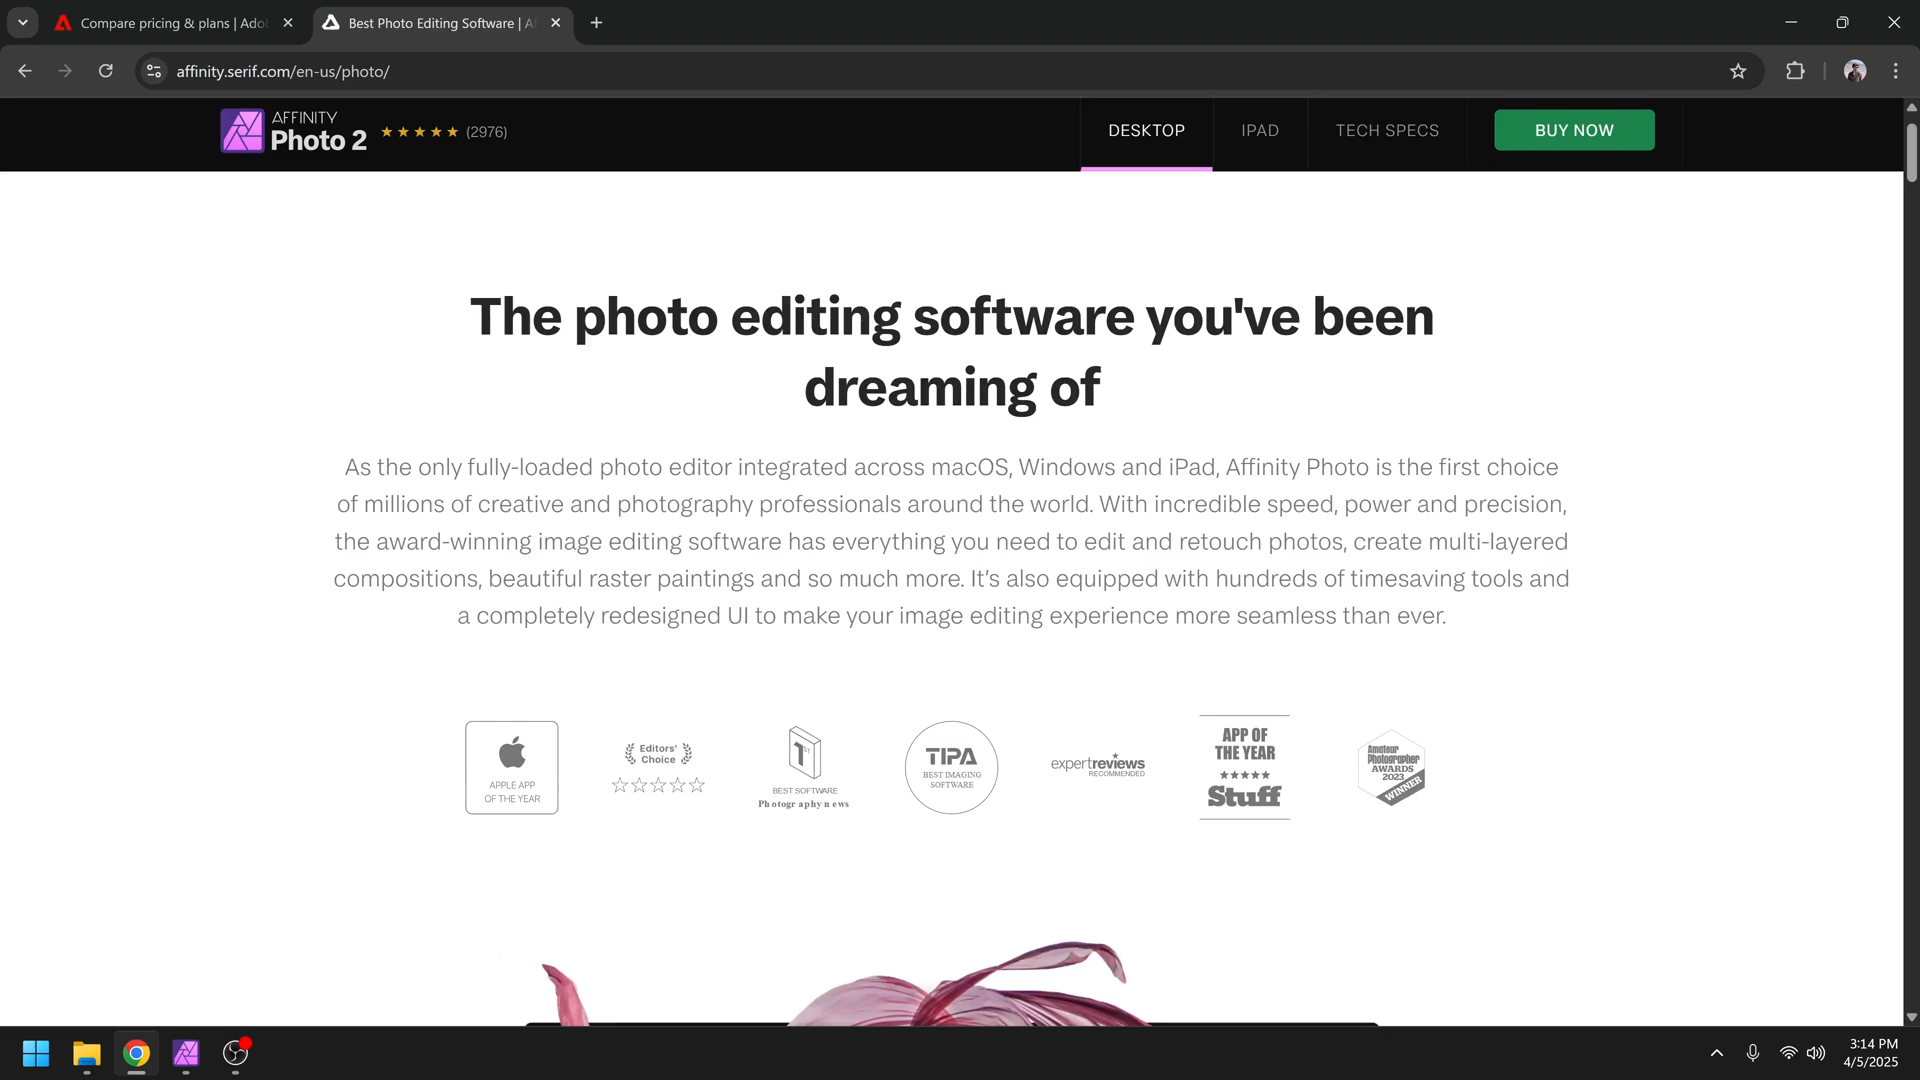 Compare pricing & plans | Ado
Best Photo Editing Software | A
affinity.serif.com/en-us/photo/
AFFINITY
Photo 2
(2976)
DESKTOP
IPAD
TECH SPECS
BUY NOW
The photo editing software you've been
dreaming of
As the only fully-loaded photo editor integrated across macOS, Windows and iPad, Affinity Photo is the first choice
of millions of creative and photography professionals around the world. With incredible speed, power and precision,
the award-winning image editing software has everything you need to edit and retouch photos, create multi-layered
compositions, beautiful raster paintings and so much more. It's also equipped with hundreds of timesaving tools and
a completely redesigned UI to make your image editing experience more seamless than ever.
APPLE APP
OF THE YEAR
Editors'
Choice
1ST
BEST SOFTWARE
Photography news
TIPA
BEST IMAGING
SOFTWARE
expertreviews
RECOMMENDED
APP OF
THE YEAR
Stuff
Amateur
Photographer
AWARDS
2023
WINNER
3:14 PM
4/5/2025